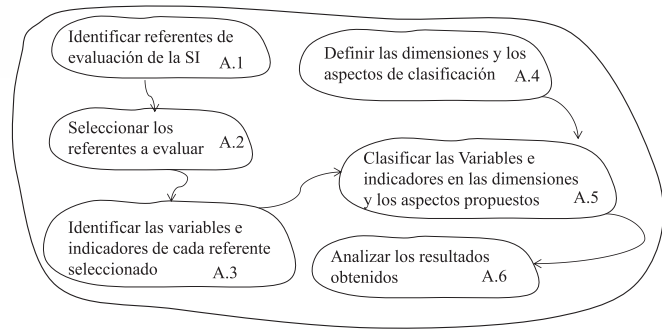 Identificar referentes de
evaluación de la SI A.1
Seleccionar los
referentes a evaluar A.2
Identificar las variables e
indicadores de cada referente
seleccionado A.3
Definir las dimensiones y los
aspectos de clasificación A.4
Clasificar las Variables e
indicadores en las dimensiones
y los aspectos propuestos A.5
Analizar los resultados
obtenidos A.6